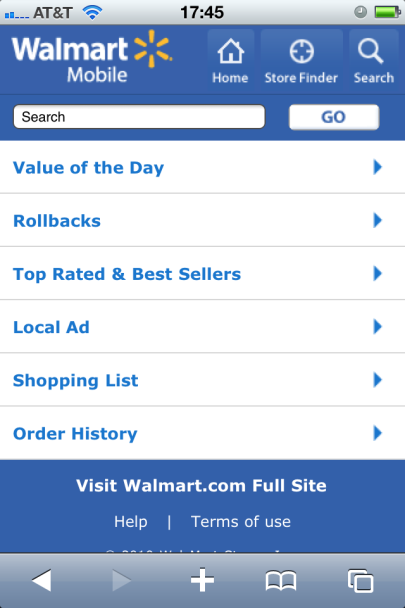 AT&T 17:45
Walmart
Mobile
Home Store Finder Search
Search GO
Value of the Day
Rollbacks
Top Rated & Best Sellers
Local Ad
Shopping List
Order History
Visit Walmart.com Full Site
Help | Terms of use